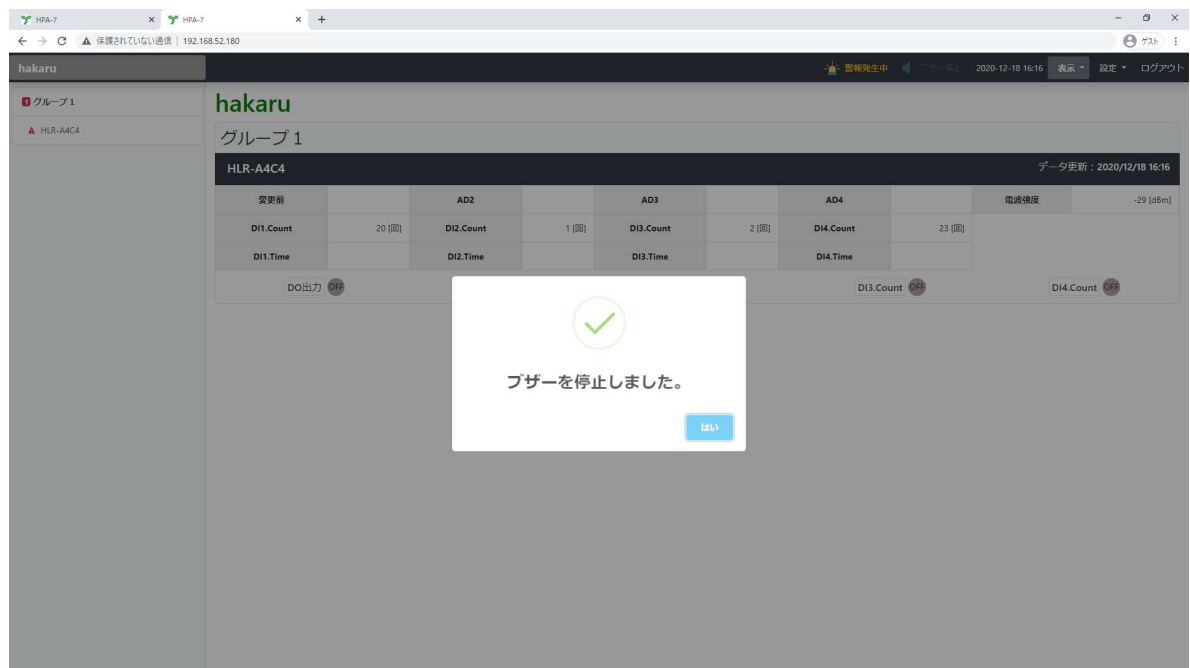 HPA-7 HPA-7
保護されていない通信 192.168.52.180 ゲスト
hakaru 警報発生中 ブザー停止 2020-12-18 16:16 表示 設定 ログアウト
1 グループ 1
HLR-A4C4
hakaru
グループ 1
HLR-A4C4 データ更新：2020/12/18 16:16
変更前 AD2 AD3 AD4 電波強度 -29 [dBm]
DI1.Count 20 [回] DI2.Count 1 [回] DI3.Count 2 [回] DI4.Count 23 [回]
DI1.Time DI2.Time DI3.Time DI4.Time
DO出力 OFF DI3.Count OFF DI4.Count OFF
ブザーを停止しました。
はい